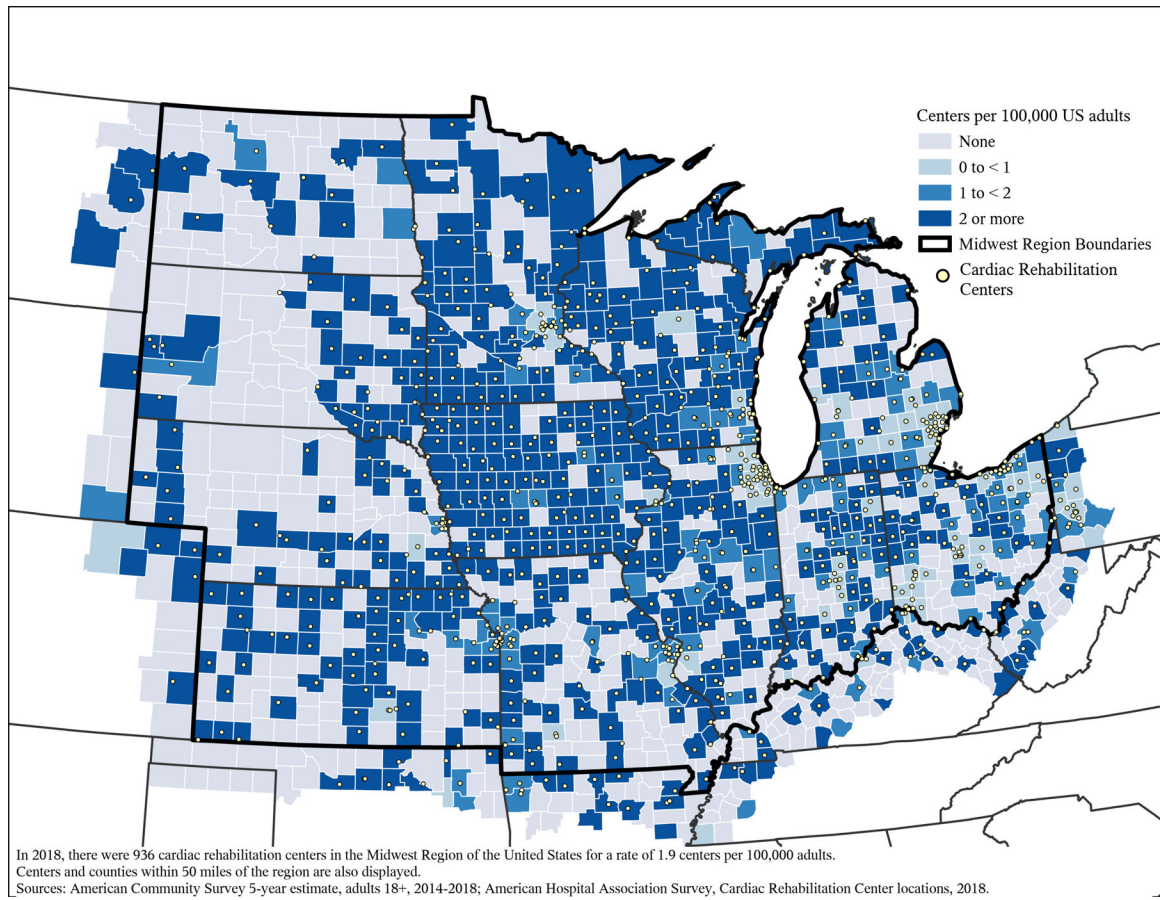 Centers per 100,000 US adults
None
0 to < 1
1 to < 2
2 or more
Midwest Region Boundaries
Cardiac Rehabilitation
Centers
In 2018, there were 936 cardiac rehabilitation centers in the Midwest Region of the United States for a rate of 1.9 centers per 100,000 adults.
Centers and counties within 50 miles of the region are also displayed.
Sources: American Community Survey 5-year estimate, adults 18+, 2014-2018; American Hospital Association Survey, Cardiac Rehabilitation Center locations, 2018.